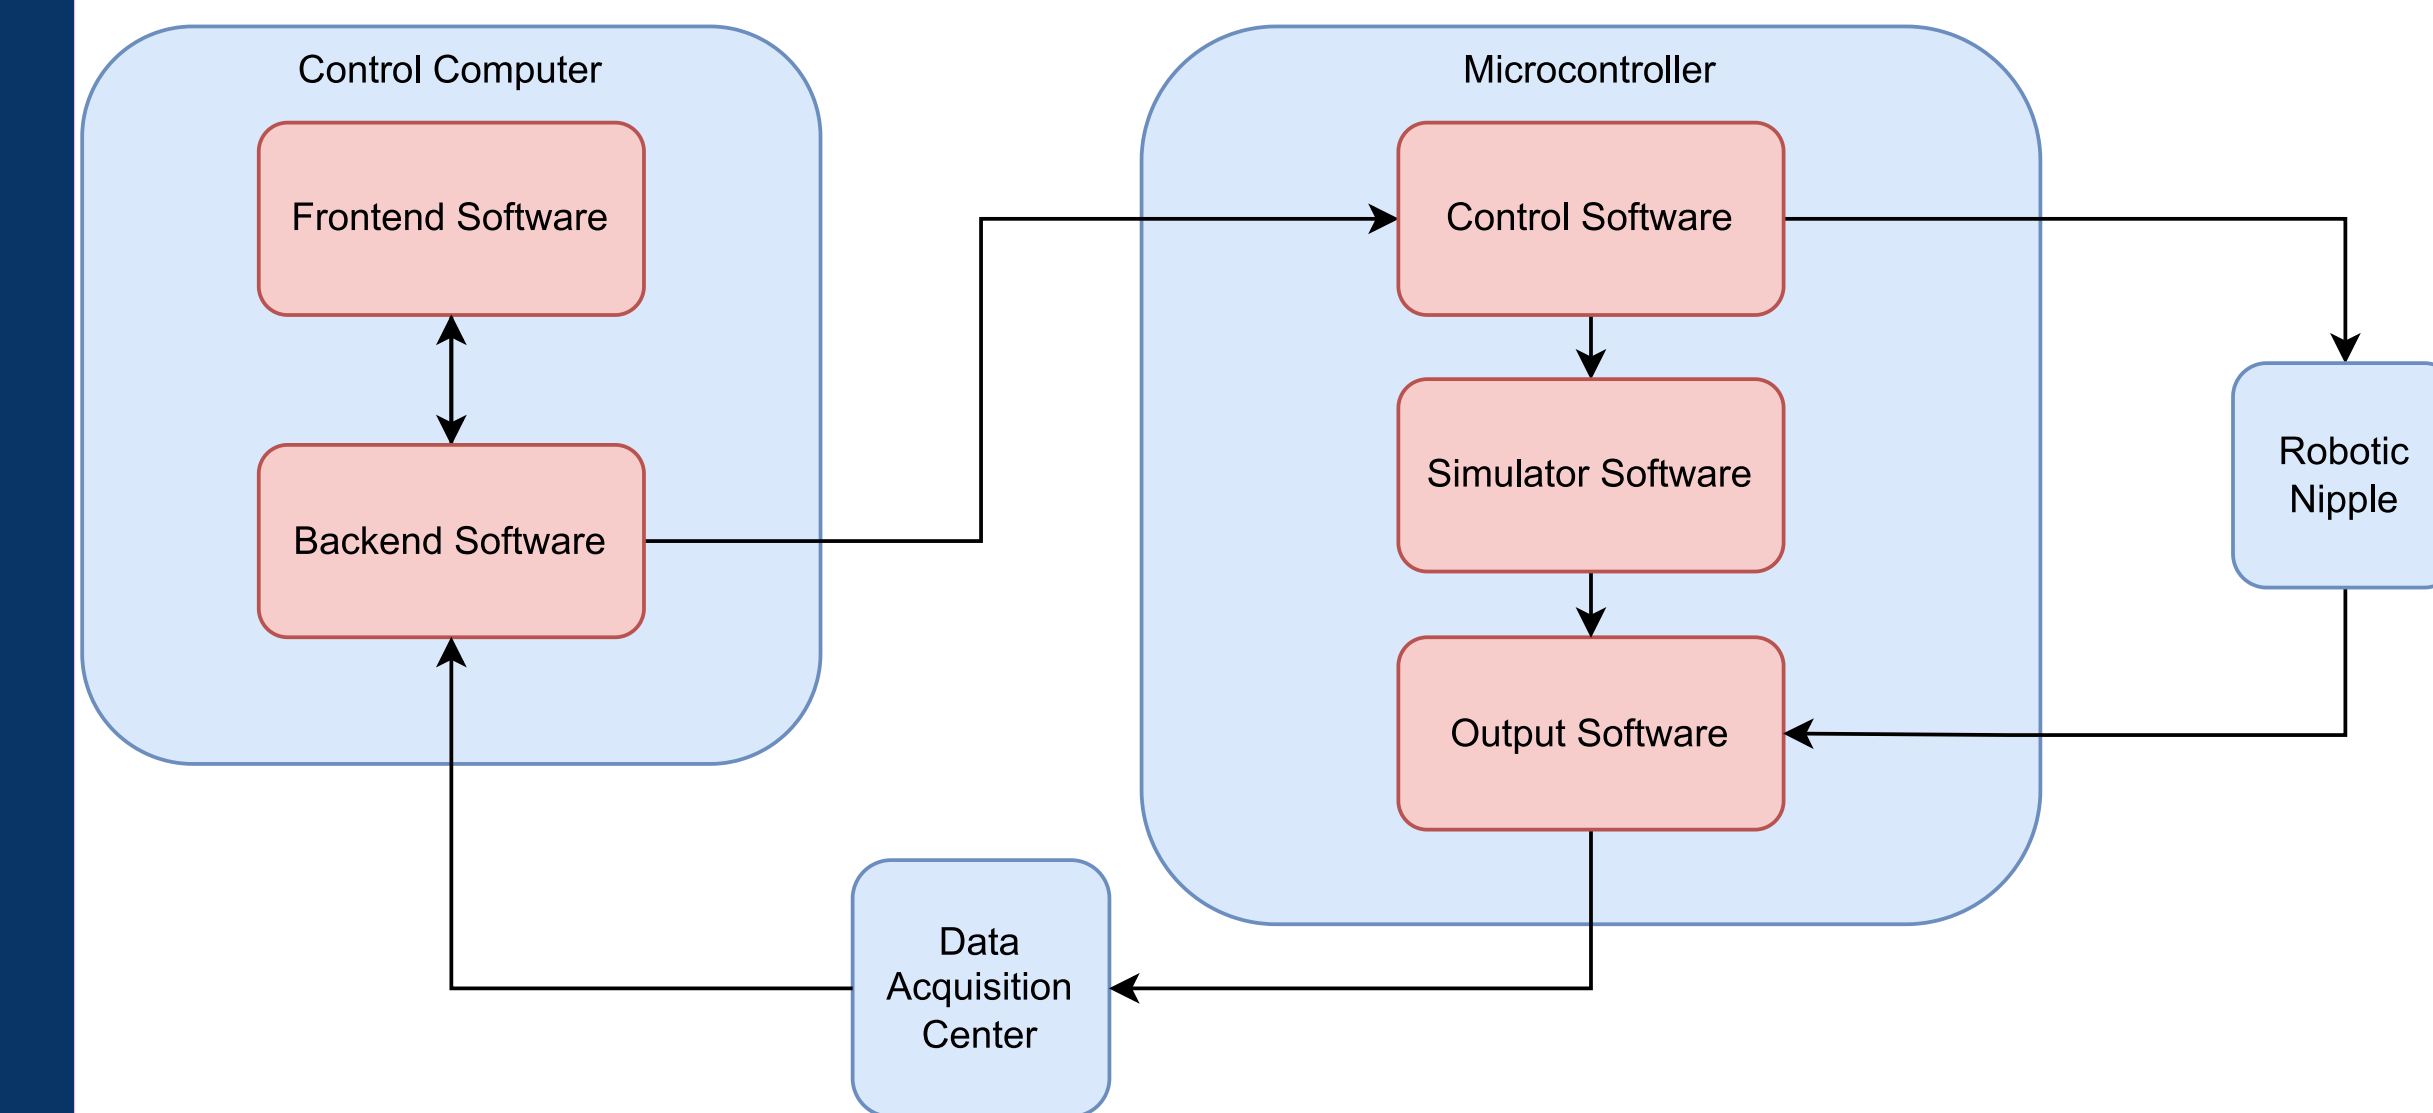 Control Computer
Frontend Software
Backend Software
Microcontroller
Control Software
Simulator Software
Output Software
Robotic
Nipple
Data
Acquisition
Center